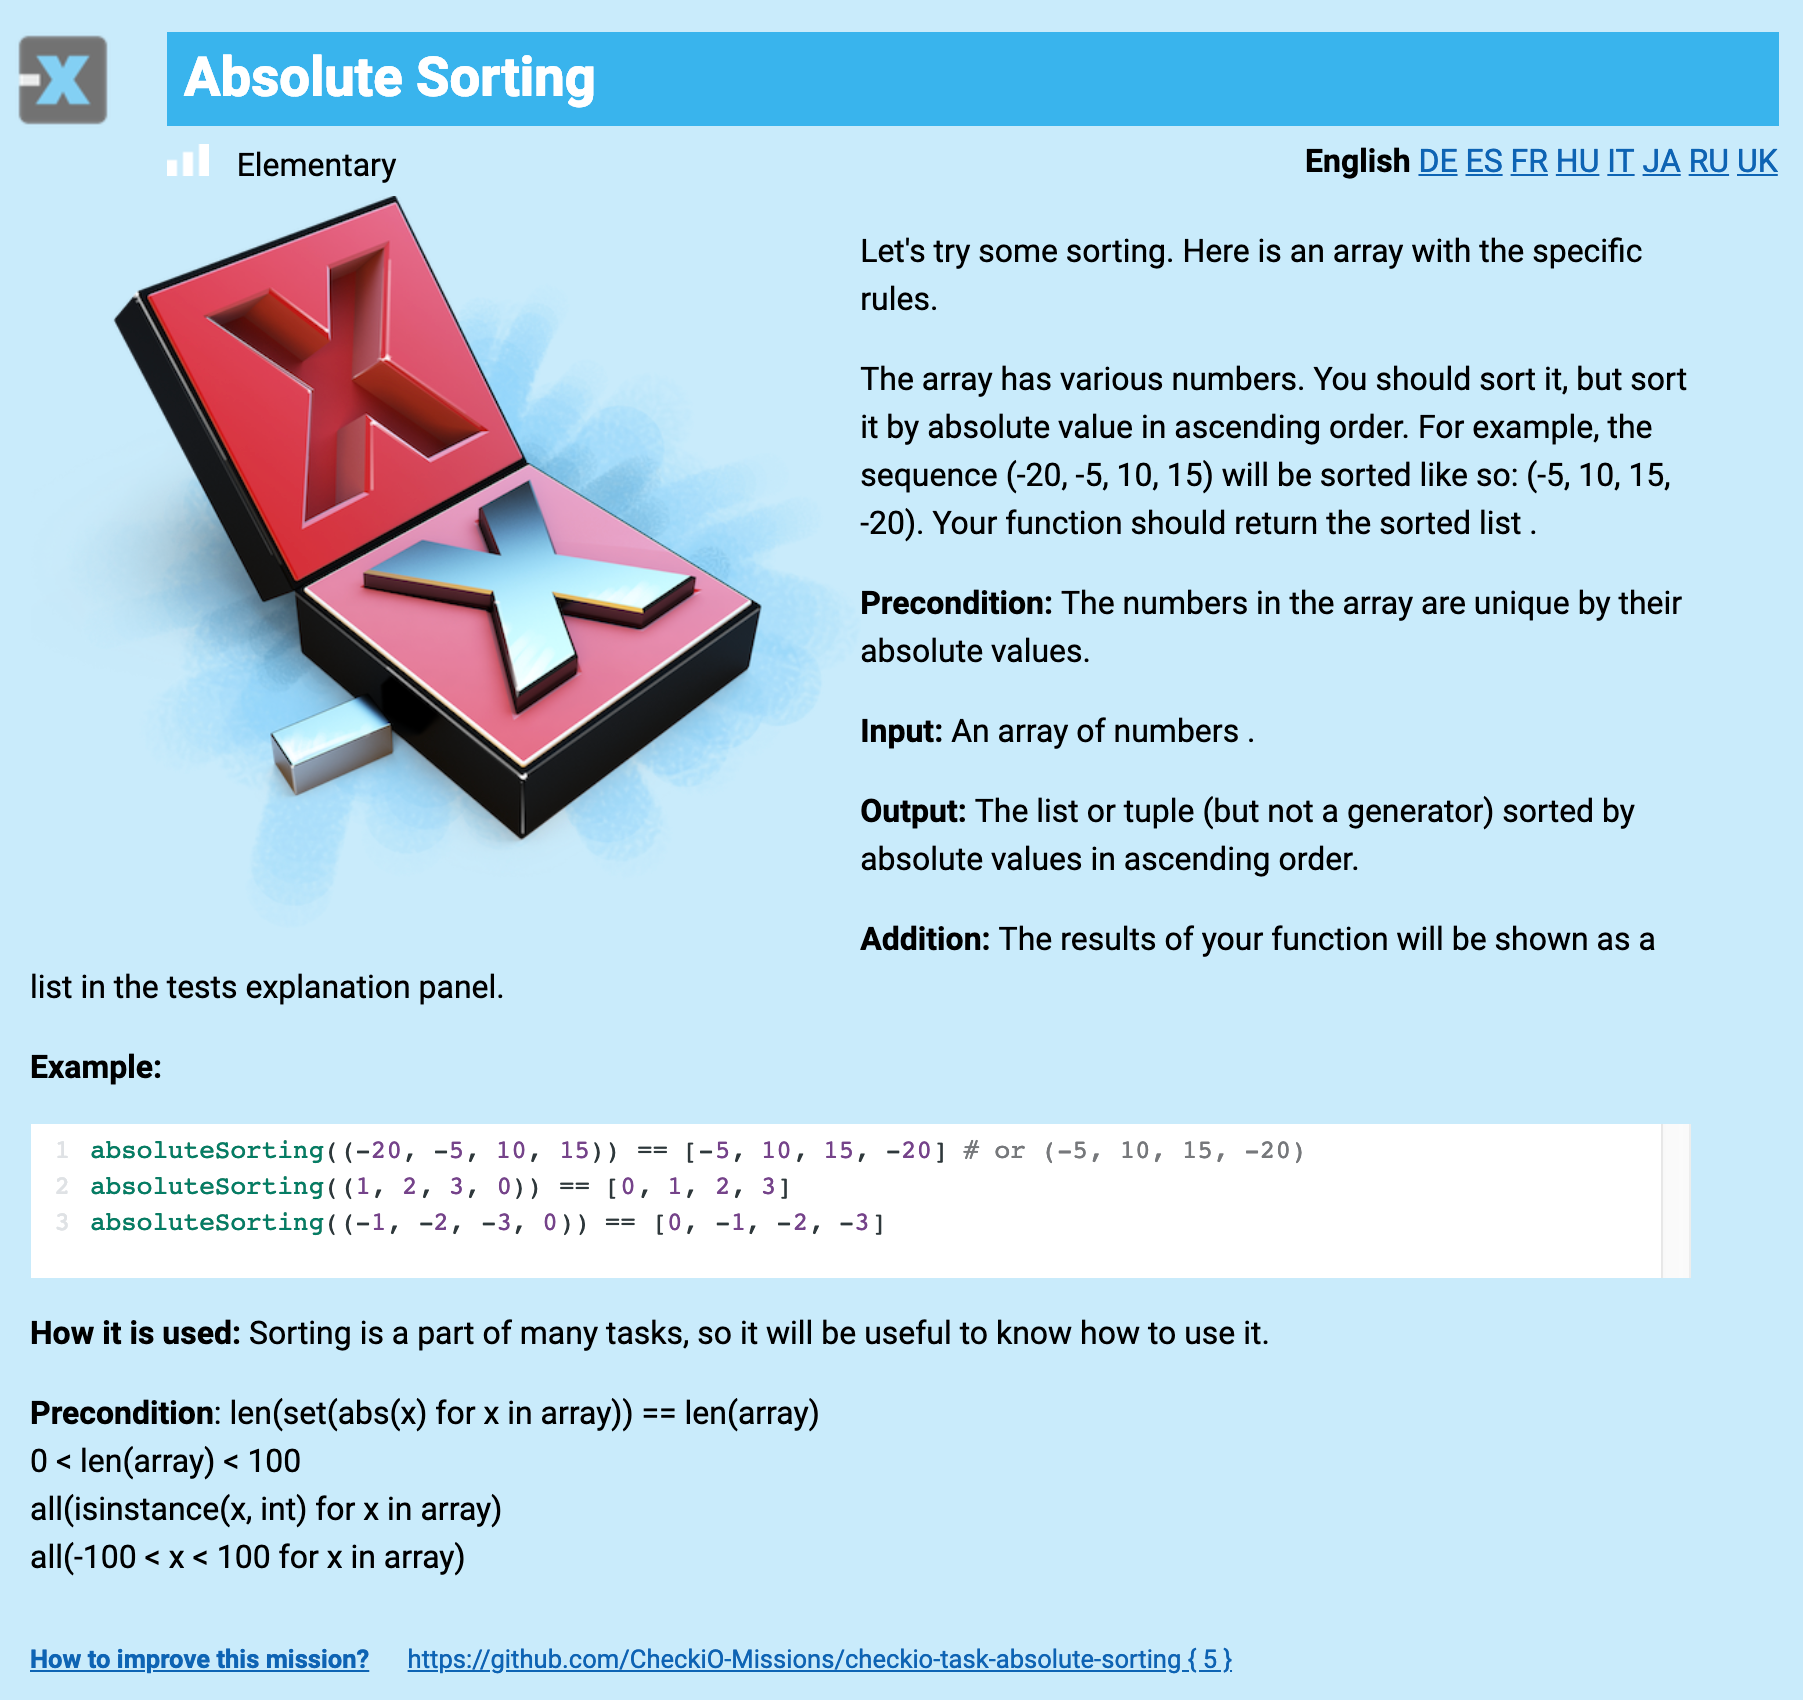 Absolute Sorting
Elementary
English DE ES FR HU IT JA RU UK
Let's try some sorting. Here is an array with the specific
rules.
The array has various numbers. You should sort it, but sort
it by absolute value in ascending order. For example, the
sequence (-20, -5, 10, 15) will be sorted like so: (-5, 10, 15,
-20). Your function should return the sorted list .
Precondition: The numbers in the array are unique by their
absolute values.
Input: An array of numbers .
Output: The list or tuple (but not a generator) sorted by
absolute values in ascending order.
Addition: The results of your function will be shown as a
list in the tests explanation panel.
Example:
1 absoluteSorting((-20, -5, 10, 15)) == [-5, 10, 15, -20] # or (-5, 10, 15, -20)
2 absoluteSorting((1, 2, 3, 0)) == [0, 1, 2, 3]
3 absoluteSorting((-1, -2, -3, 0)) == [0, -1, -2, -3]
How it is used: Sorting is a part of many tasks, so it will be useful to know how to use it.
Precondition: len(set(abs(x) for x in array)) == len(array)
0 < len(array) < 100
all(isinstance(x, int) for x in array)
all(-100 < x < 100 for x in array)
How to improve this mission? https://github.com/CheckiO-Missions/checkio-task-absolute-sorting { 5 }